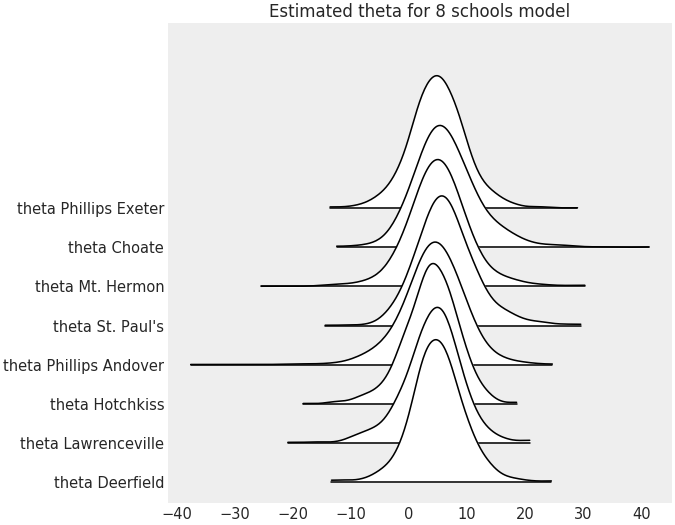 Estimated theta for 8 schools model
theta Phillips Exeter
theta Choate
theta Mt. Hermon
theta St. Paul's
theta Phillips Andover
theta Hotchkiss
theta Lawrenceville
theta Deerfield
−40 −30 −20 −10 0 10 20 30 40